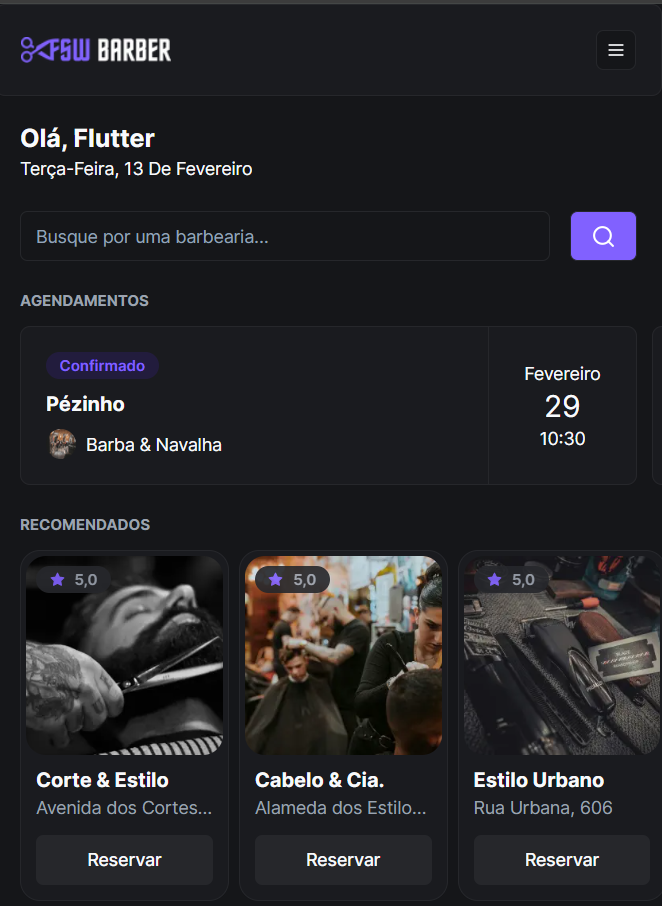 FSW BARBER
Olá, Flutter
Terça-Feira, 13 De Fevereiro
Busque por uma barbearia...
AGENDAMENTOS
Confirmado
Pézinho
Barba & Navalha
Fevereiro
29
10:30
RECOMENDADOS
5,0
5,0
5,0
Corte & Estilo
Cabelo & Cia.
Estilo Urbano
Avenida dos Cortes...
Alameda dos Estilo...
Rua Urbana, 606
Reservar
Reservar
Reservar